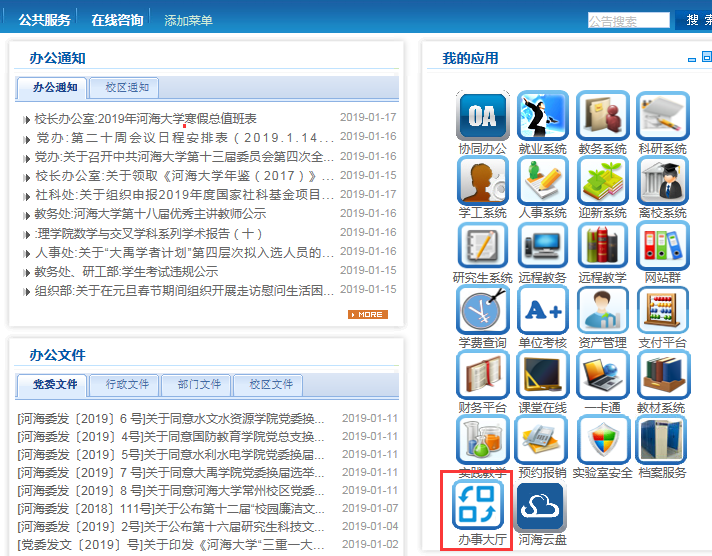 公共服务 在线咨询 添加菜单 公告搜索 搜
办公通知
办公通知 校区通知
校长办公室:2019年河海大学寒假总值班表 2019-01-17
党办:第二十周会议日程安排表（2019.1.14... 2019-01-16
党办:关于召开中共河海大学第十三届委员会第四次全... 2019-01-16
校长办公室:关于领取《河海大学年鉴（2017）》... 2019-01-15
社科处:关于组织申报2019年度国家社科基金项目... 2019-01-17
教务处:河海大学第十八届优秀主讲教师公示 2019-01-16
:理学院数学与交叉学科系列学术报告（十） 2019-01-16
人事处:关于“大禹学者计划”第四层次拟入选人员的... 2019-01-16
教务处、研工部:学生考试违规公示 2019-01-15
组织部:关于在元旦春节期间组织开展走访慰问生活困... 2019-01-15
MORE
办公文件
党委文件 行政文件 部门文件 校区文件
[河海委发〔2019〕6 号]关于同意水文水资源学院党委换... 2019-01-11
[河海委发〔2019〕4号]关于同意国防教育学院党总支换... 2019-01-11
[河海委发〔2019〕5号]关于同意水利水电学院党委换届... 2019-01-11
[河海委发〔2019〕7 号]关于同意大禹学院党委换届选举... 2019-01-11
[河海委发〔2019〕8 号]关于同意河海大学常州校区党委... 2019-01-11
[河海委发〔2018〕111号]关于公布第十二届“校园廉洁文... 2019-01-07
[河海委发〔2019〕2号]关于公布第十六届研究生科技文... 2019-01-04
[党委发文〔2019〕3号]关于印发《河海大学“三重一大... 2019-01-02
我的应用
OA
协同办公 就业系统 教务系统 科研系统
学工系统 人事系统 迎新系统 离校系统
研究生系统 远程教务 远程教学 网站群
A+
学费查询 单位考核 资产管理 支付平台
财务平台 课堂在线 一卡通 教材系统
实践教学 预约报销 实验室安全 档案服务
办事大厅 河海云盘